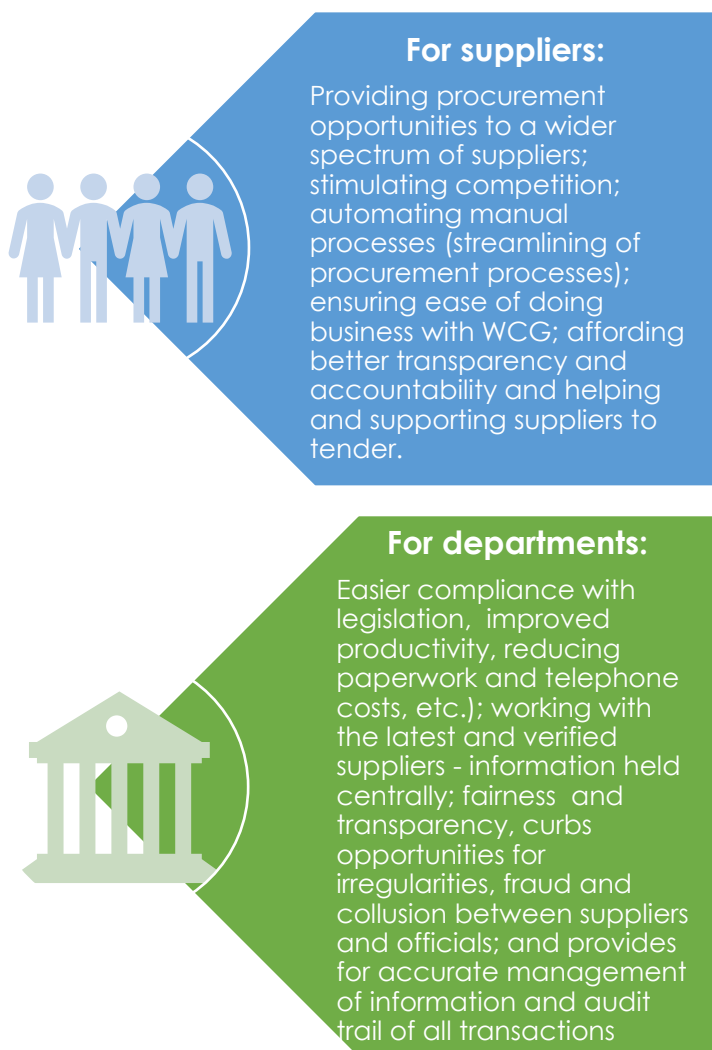 For suppliers:
Providing procurement
opportunities to a wider
spectrum of suppliers;
stimulating competition;
automating manual
processes (streamlining of
procurement processes);
ensuring ease of doing
business with WCG; affording
better transparency and
accountability and helping
and supporting suppliers to
tender.
For departments:
Easier compliance with
legislation,  improved
productivity, reducing
paperwork and telephone
costs, etc.); working with
the latest and verified
suppliers - information held
centrally; fairness  and
transparency, curbs
opportunities for
irregularities, fraud and
collusion between suppliers
and officials; and provides
for accurate management
of information and audit
trail of all transactions